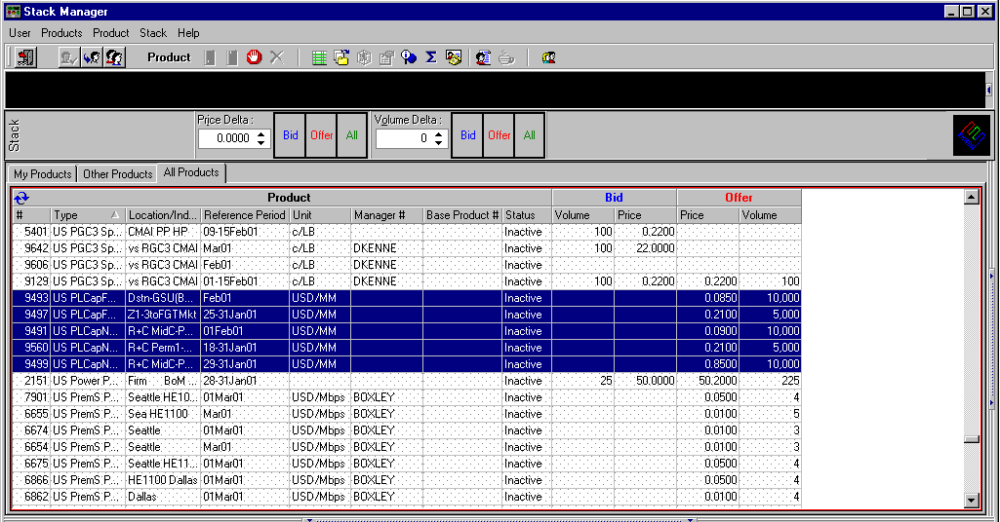 Stack Manager
User Products Product Stack Help
Product
Stack
Price Delta : Volume Delta :
0.0000 Bid Offer All 0 Bid Offer All
My Products Other Products All Products
Product Bid Offer
# Type Location/Ind... Reference Period Unit Manager # Base Product # Status Volume Price Price Volume
5401 US PGC3 Sp... CMAI PP HP 09-15Feb01 c/LB Inactive 100 0.2200
9642 US PGC3 Sp... vs RGC3 CMAI Mar01 c/LB DKENNE Inactive 100 22.0000
9606 US PGC3 Sp... vs RGC3 CMAI Feb01 c/LB Inactive
9129 US PGC3 Sp... vs RGC3 CMAI 01-15Feb01 c/LB DKENNE Inactive 100 0.2200 0.2200 100
9493 US PLCapF... Dstn-GSU(B... Feb01 USD/MM Inactive 0.0850 10,000
9497 US PLCapF... Z1-3toFGTMkt 25-31Jan01 USD/MM Inactive 0.2100 5,000
9491 US PLCapN... R+C MidC-P... 01Feb01 USD/MM Inactive 0.0900 10,000
9560 US PLCapN... R+C Perm1-... 18-31Jan01 USD/MM Inactive 0.2100 5,000
9499 US PLCapN... R+C MidC-P... 29-31Jan01 USD/MM Inactive 0.8500 10,000
2151 US Power P... Firm BoM ... 28-31Jan01 Inactive 25 50.0000 50.2000 225
7901 US PremS P... Seattle HE10... 01Mar01 USD/Mbps BOXLEY Inactive 0.0500 4
6655 US PremS P... Sea HE1100 Mar01 USD/Mbps BOXLEY Inactive 0.0100 5
6674 US PremS P... Seattle 01Mar01 USD/Mbps BOXLEY Inactive 0.0100 3
6654 US PremS P... Seattle 01Mar01 USD/Mbps BOXLEY Inactive 0.0100 3
6675 US PremS P... Seattle HE11... 01Mar01 USD/Mbps BOXLEY Inactive 0.0500 4
6866 US PremS P... HE1100 Dallas 01Mar01 USD/Mbps BOXLEY Inactive 0.0500 4
6862 US PremS P... Dallas 01Mar01 USD/Mbps BOXLEY Inactive 0.0100 4